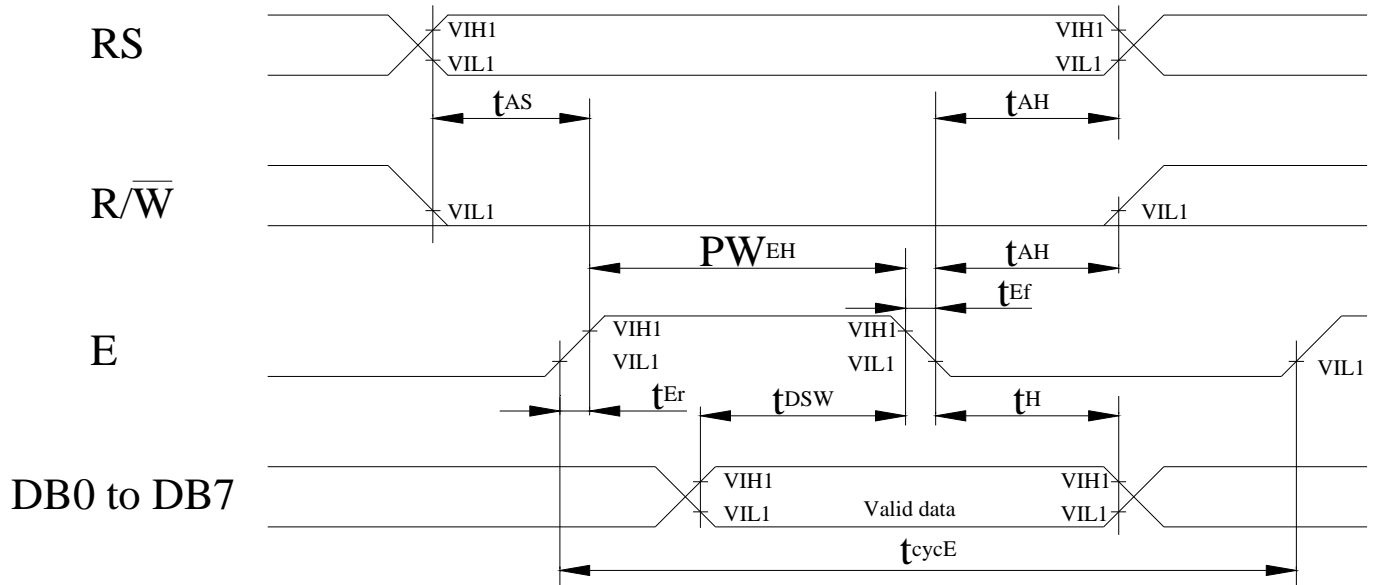 RS
VIH1 VIH1
VIL1 VIL1
tAS tAH
R/W̅
VIL1 VIL1
PWEH tAH
tEf
E
VIH1 VIH1
VIL1 VIL1 VIL1
tEr tDSW tH
DB0 to DB7
VIH1 VIH1
VIL1 Valid data VIL1
tcycE